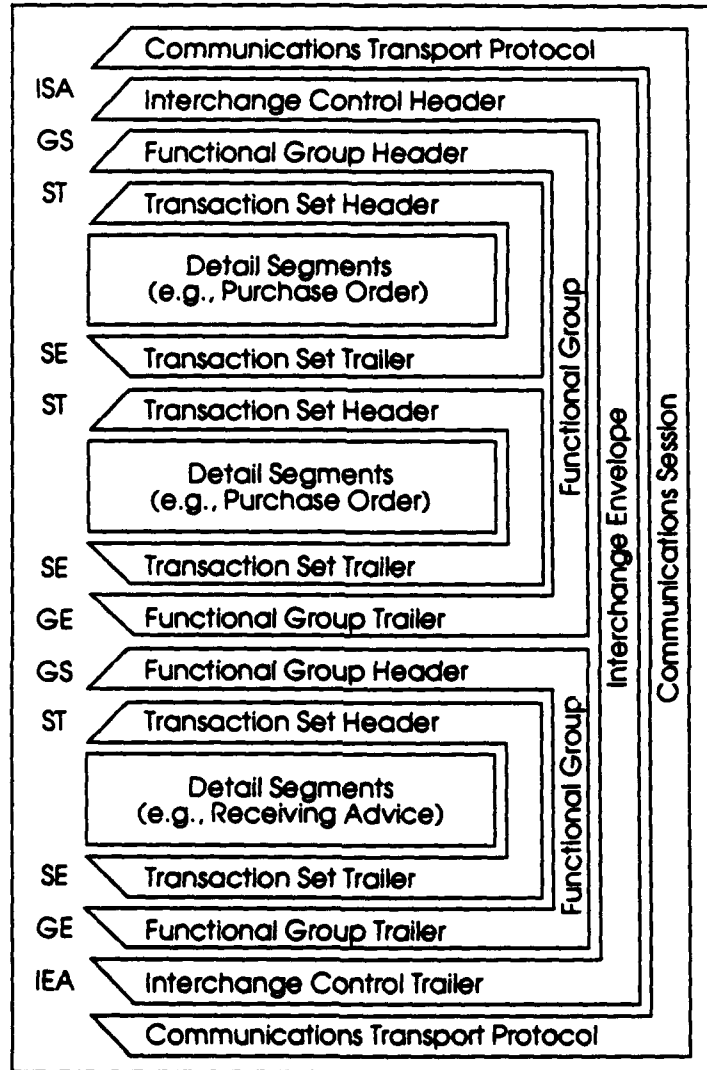 Communications Transport Protocol
ISA Interchange Control Header
GS Functional Group Header
ST Transaction Set Header
Detail Segments
(e.g., Purchase Order)
SE Transaction Set Trailer
ST Transaction Set Header
Detail Segments
(e.g., Purchase Order)
SE Transaction Set Trailer
GE Functional Group Trailer
GS Functional Group Header
ST Transaction Set Header
Detail Segments
(e.g., Receiving Advice)
SE Transaction Set Trailer
GE Functional Group Trailer
IEA Interchange Control Trailer
Communications Transport Protocol
Functional Group
Functional Group
Interchange Envelope
Communications Session